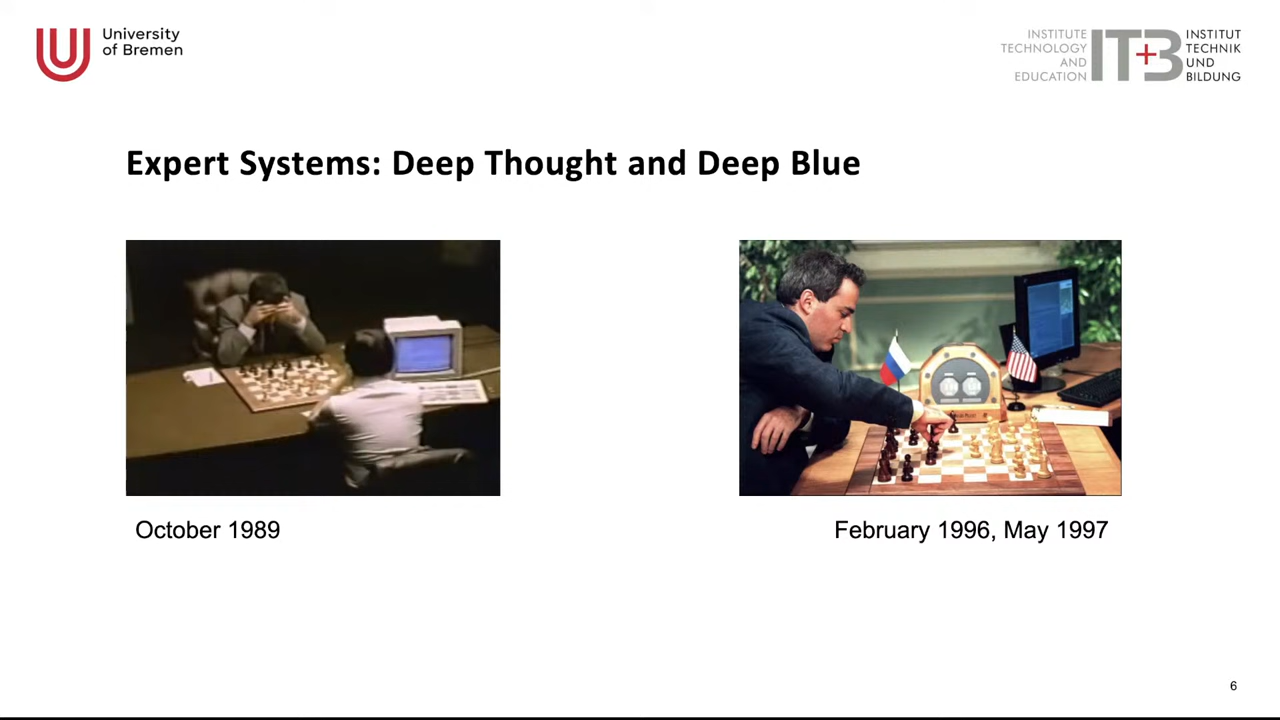 University
of Bremen
INSTITUTE
TECHNOLOGY
AND
EDUCATION
IT+B
INSTITUT
TECHNIK
UND
BILDUNG
Expert Systems: Deep Thought and Deep Blue
October 1989
February 1996, May 1997
6